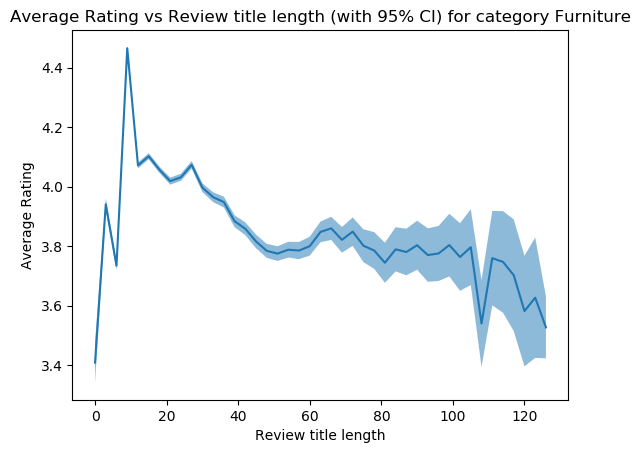 Average Rating vs Review title length (with 95% CI) for category Furniture
4.4
4.2
4.0
3.8
3.6
3.4
Average Rating
0 20 40 60 80 100 120
Review title length